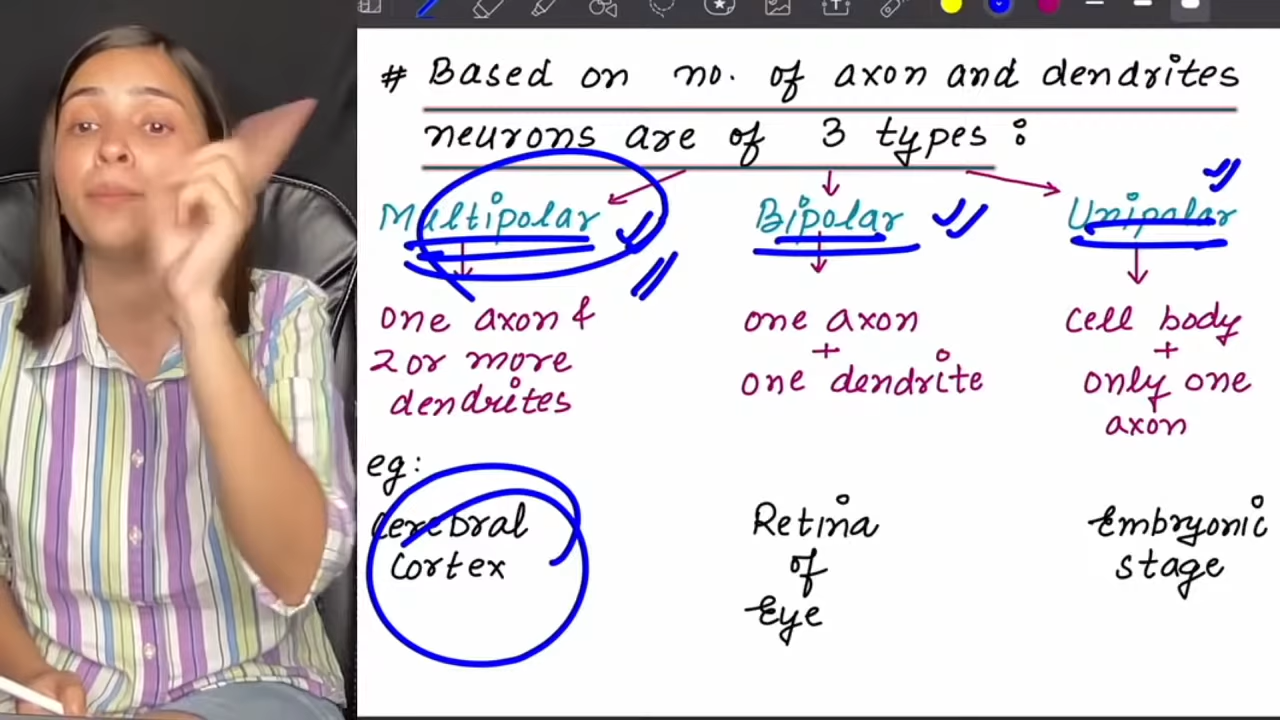 # Based on no. of axon and dendrites
neurons are of 3 types :
Multipolar
one axon &
2 or more
dendrites
eg:
Cerebral
Cortex
Bipolar
one axon
+
one dendrite
Retina
of
Eye
Unipolar
cell body
+
only one
axon
Embryonic
stage